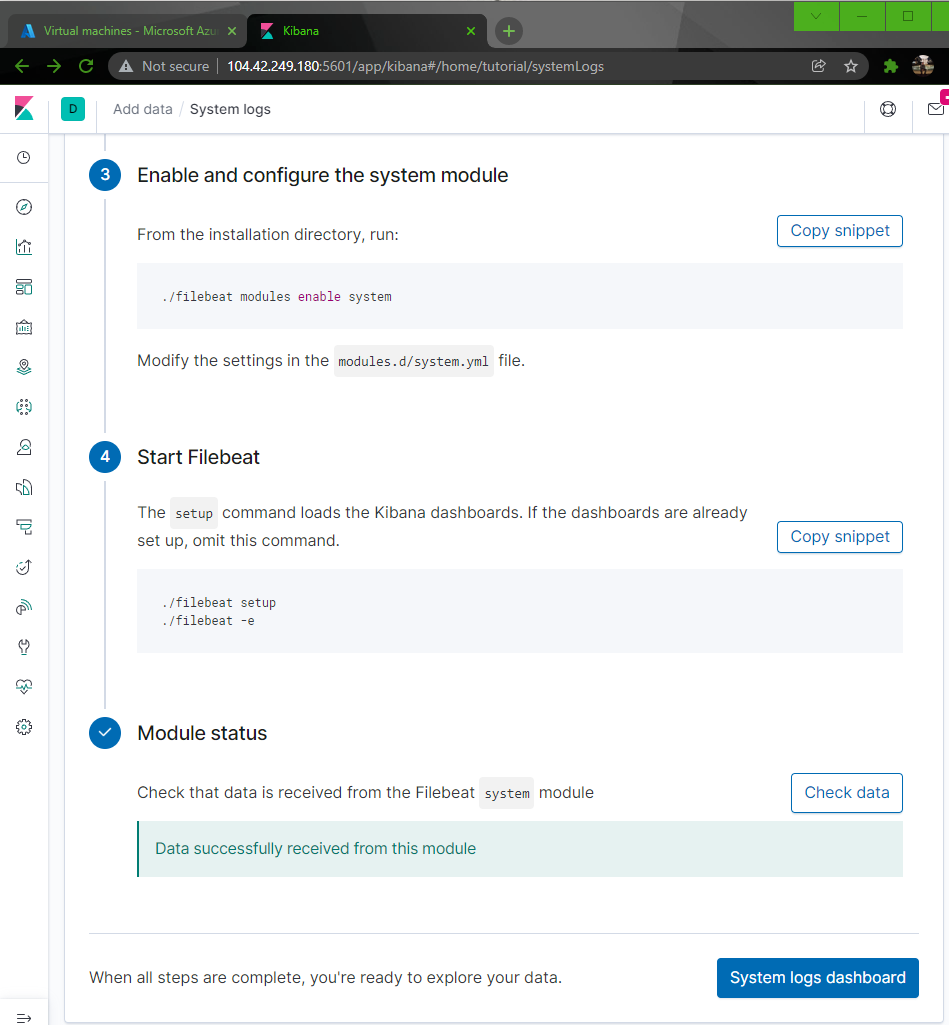 Virtual machines - Microsoft Azu
Kibana
Not secure
104.42.249.180:5601/app/kibana#/home/tutorial/systemLogs
D
Add data / System logs
3
Enable and configure the system module
From the installation directory, run:
Copy snippet
./filebeat modules enable system
Modify the settings in the modules.d/system.yml file.
4
Start Filebeat
The setup command loads the Kibana dashboards. If the dashboards are already
set up, omit this command.
Copy snippet
./filebeat setup
./filebeat -e
Module status
Check that data is received from the Filebeat system module
Check data
Data successfully received from this module
When all steps are complete, you're ready to explore your data.
System logs dashboard